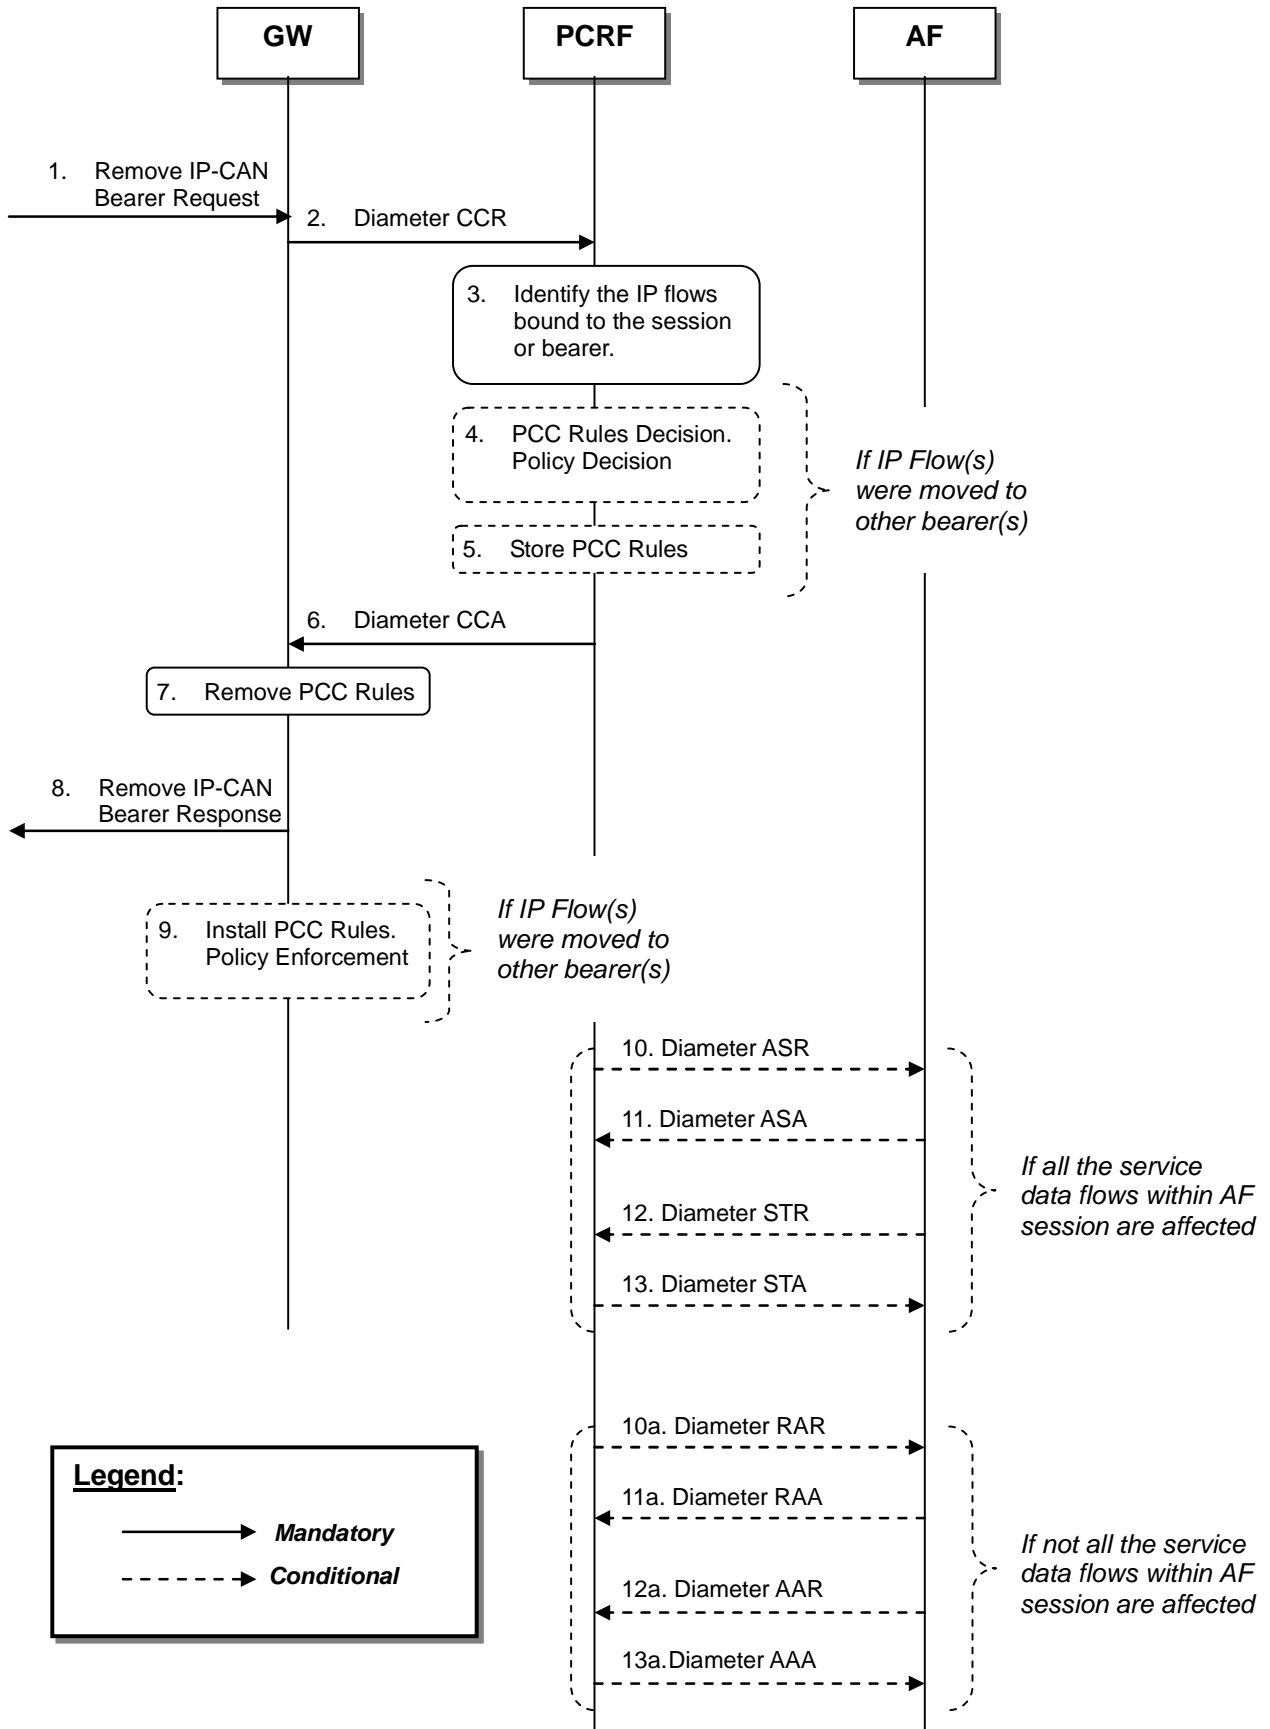 GW
PCRF
AF
1. Remove IP-CAN
Bearer Request
2. Diameter CCR
3. Identify the IP flows
bound to the session
or bearer.
4. PCC Rules Decision.
Policy Decision
If IP Flow(s)
were moved to
other bearer(s)
5. Store PCC Rules
6. Diameter CCA
7. Remove PCC Rules
8. Remove IP-CAN
Bearer Response
9. Install PCC Rules.
Policy Enforcement
If IP Flow(s)
were moved to
other bearer(s)
10. Diameter ASR
11. Diameter ASA
12. Diameter STR
13. Diameter STA
If all the service
data flows within AF
session are affected
10a. Diameter RAR
11a. Diameter RAA
12a. Diameter AAR
13a.Diameter AAA
If not all the service
data flows within AF
session are affected
Legend:
Mandatory
Conditional